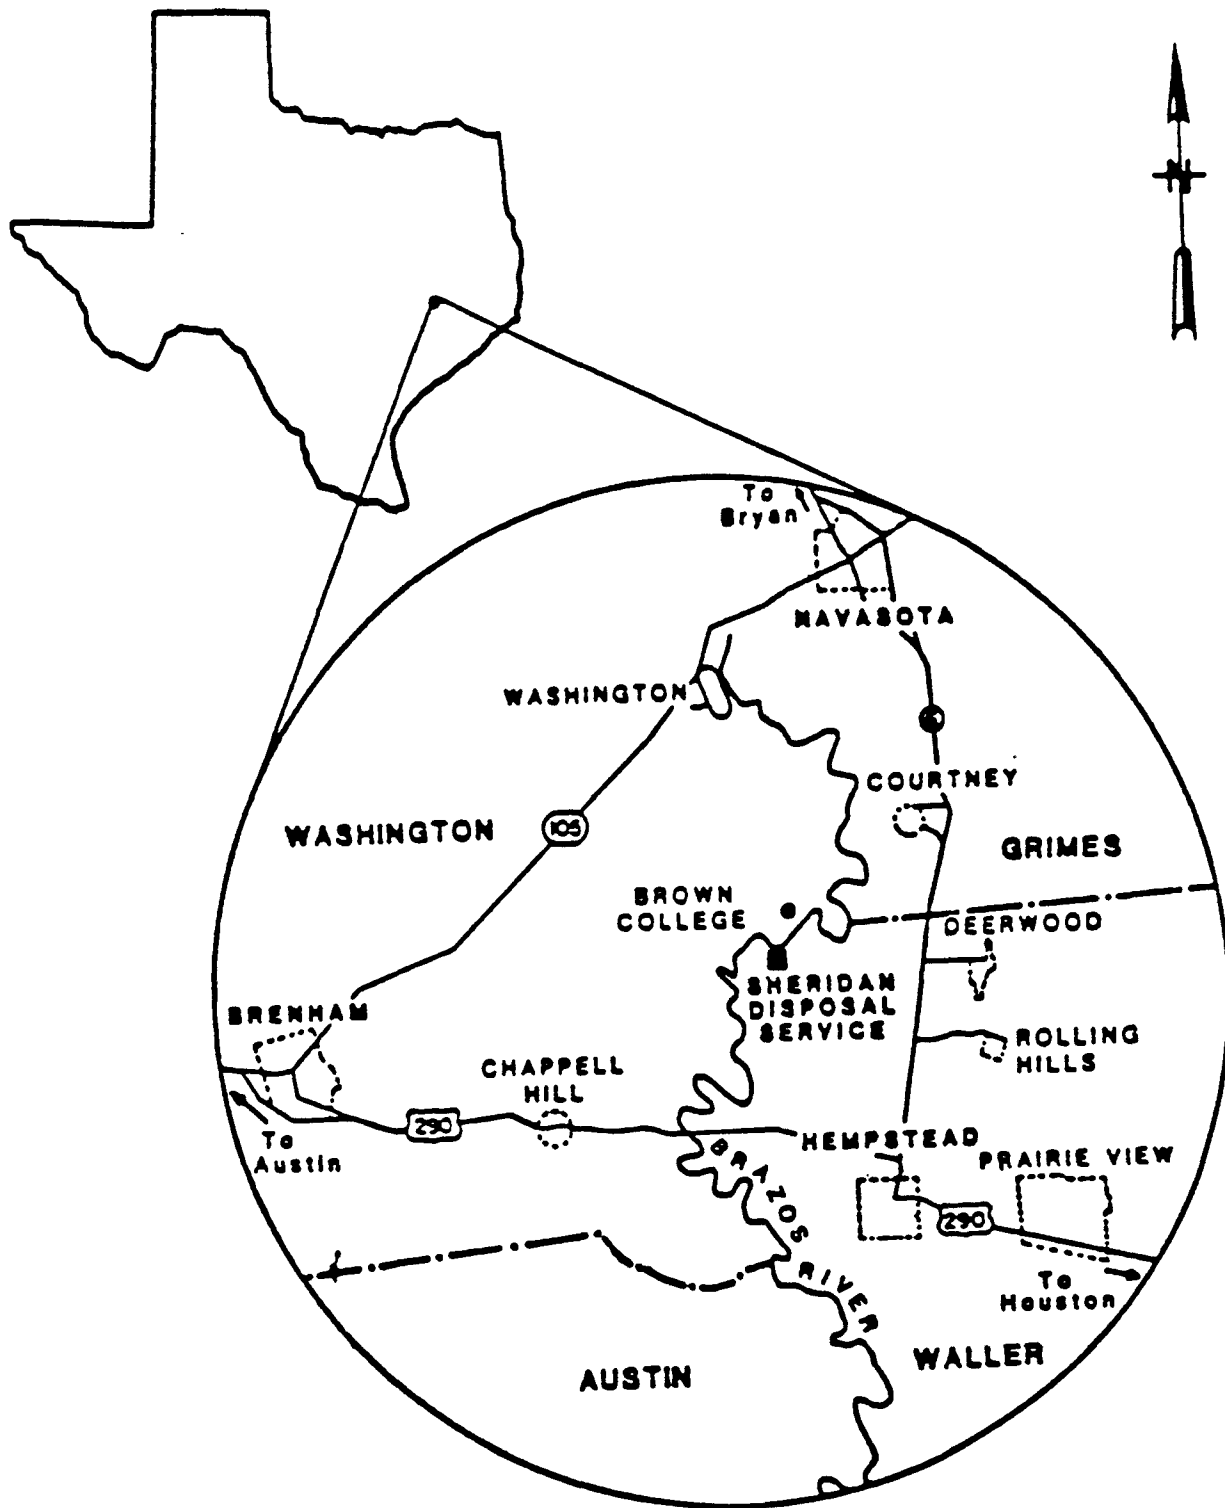 N
To
Bryan
NAVASOTA
WASHINGTON
COURTNEY
WASHINGTON
105
GRIMES
BROWN
COLLEGE
DEERWOOD
SHERIDAN
DISPOSAL
SERVICE
BRENHAM
ROLLING
HILLS
CHAPPELL
HILL
290
To
Austin
HEMPSTEAD
PRAIRIE VIEW
BRAZOS RIVER
290
To
Houston
WALLER
AUSTIN